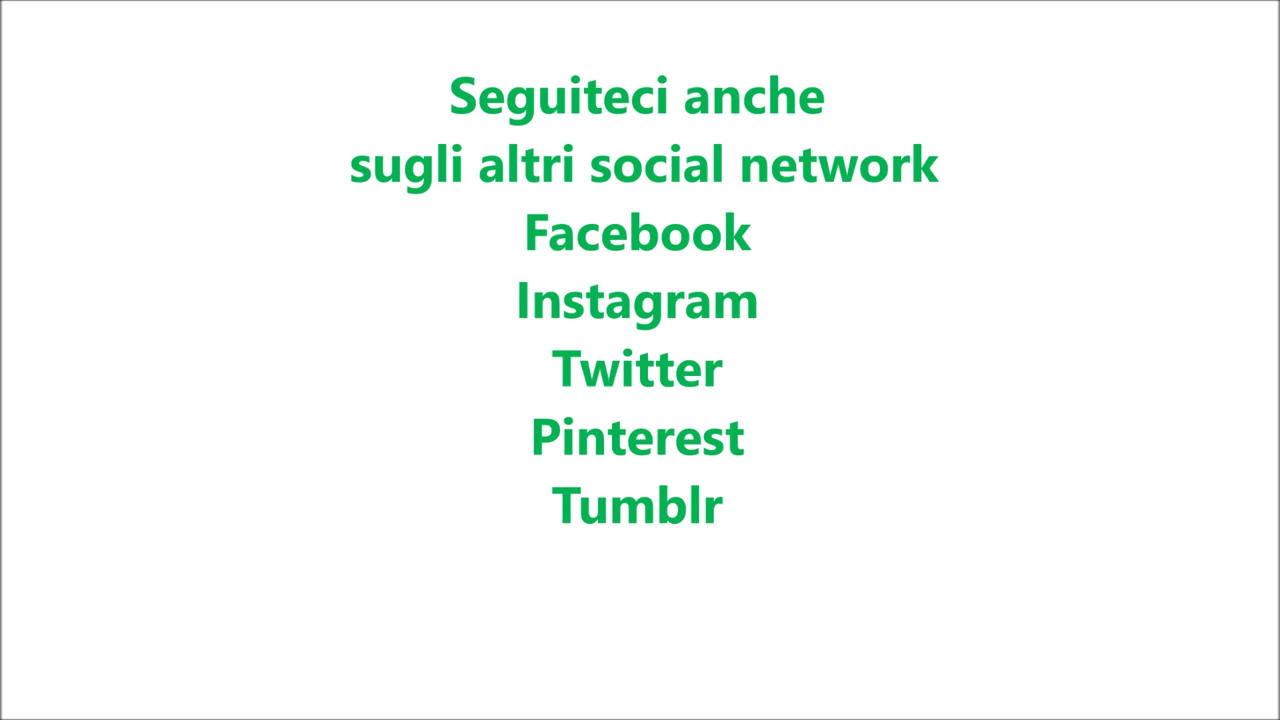 Seguiteci anche
sugli altri social network
Facebook
Instagram
Twitter
Pinterest
Tumblr